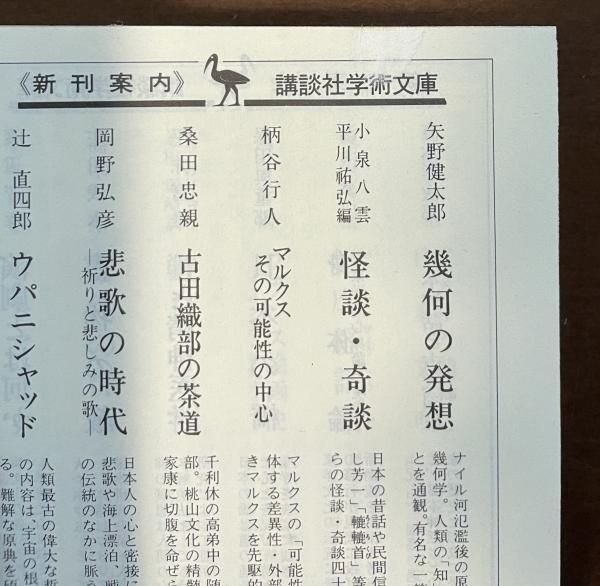 《新刊案内》
講談社学術文庫
矢野健太郎
幾何の発想
ナイル河氾濫後の原
幾何学。人類の「知
とを通観。有名な二
小泉八雲
平川祐弘編
怪談・奇談
日本の昔話や民間信
し芳一」「轆轤首」等
らの怪談・奇談四十
柄谷行人
マルクス
その可能性の中心
マルクスの「可能性
体する差異性・外部
きマルクスを先駆的
桑田忠親
古田織部の茶道
千利休の高弟中の随
部。桃山文化の精髄
家康に切腹を命ぜら
岡野弘彦
悲歌の時代
―祈りと悲しみの歌―
日本人の心と密接に
悲歌や海上漂泊、戦
の伝統のなかに脈う
辻直四郎
ウパニシャッド
人類最古の偉大な哲
の内容は、「宇宙の根
る。難解な原典を